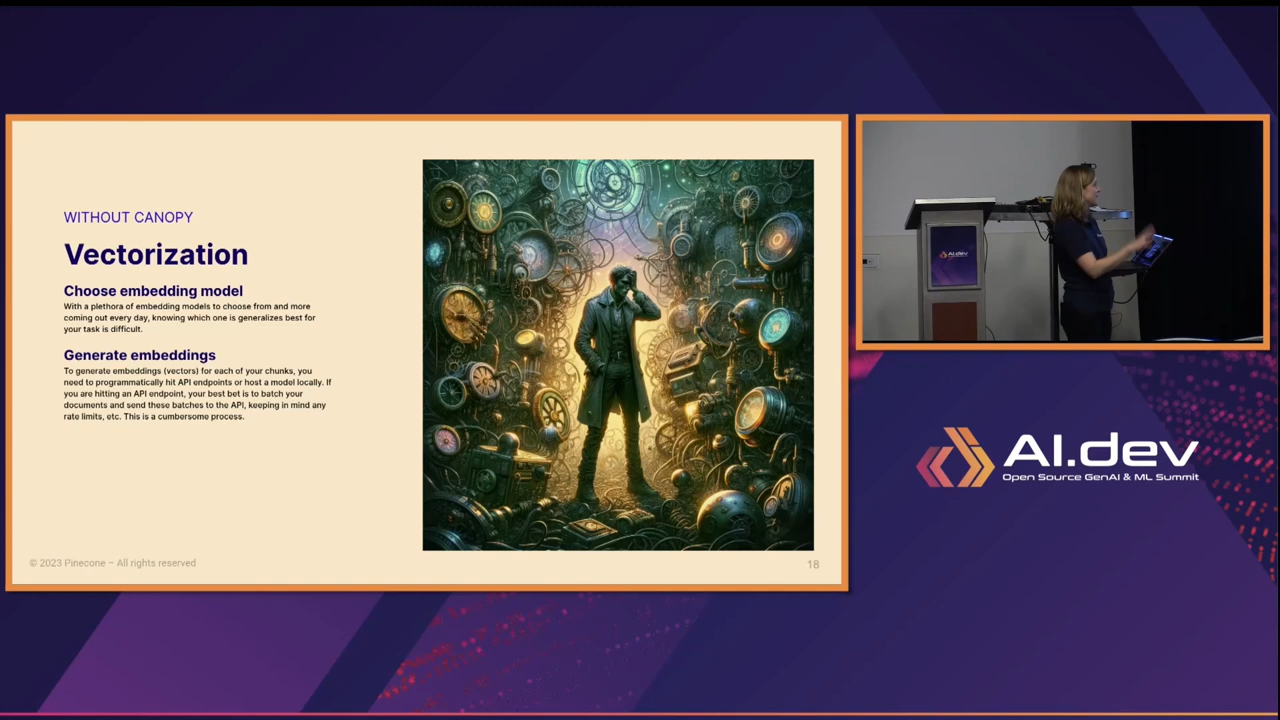 WITHOUT CANOPY
Vectorization
Choose embedding model
With a plethora of embedding models to choose from and more
coming out every day, knowing which one is generalizes best for
your task is difficult.
Generate embeddings
To generate embeddings (vectors) for each of your chunks, you
need to programmatically hit API endpoints or host a model locally. If
you are hitting an API endpoint, your best bet is to batch your
documents and send these batches to the API, keeping in mind any
rate limits, etc. This is a cumbersome process.
© 2023 Pinecone – All rights reserved
18
AI.dev
AI.dev
Open Source GenAI & ML Summit